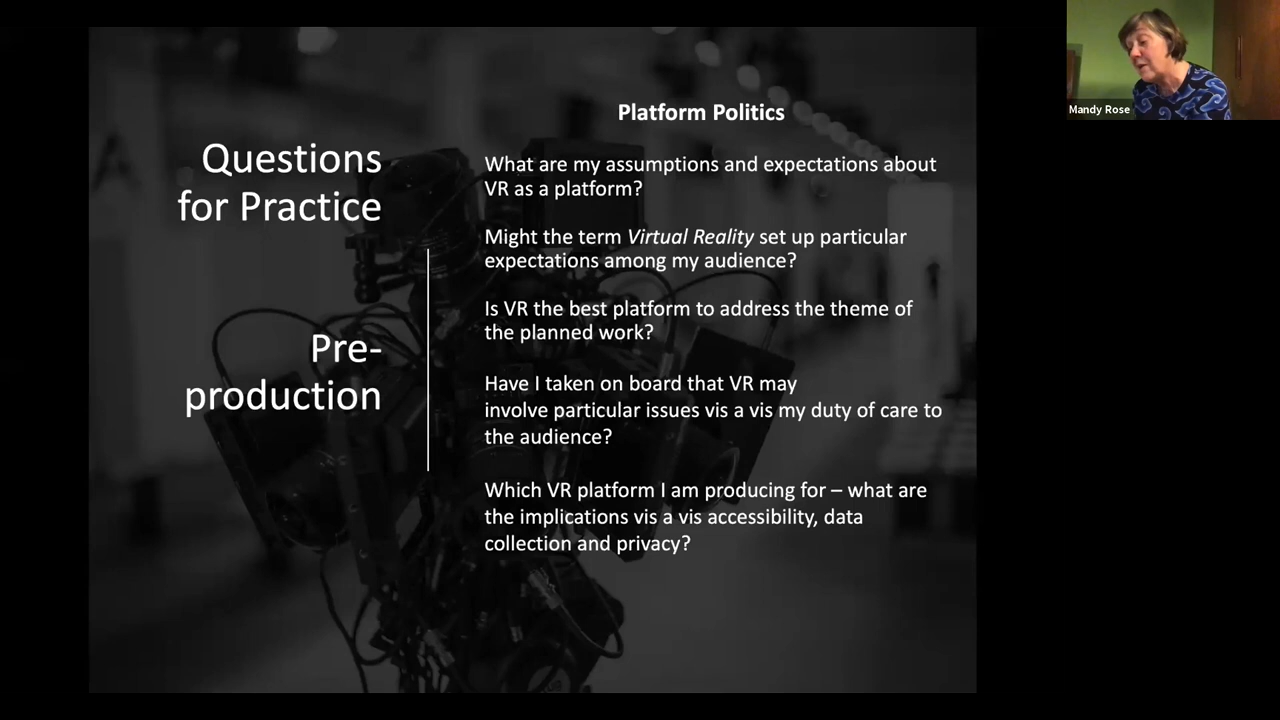 Questions
for Practice
Pre-
production
Platform Politics
What are my assumptions and expectations about
VR as a platform?
Might the term Virtual Reality set up particular
expectations among my audience?
Is VR the best platform to address the theme of
the planned work?
Have I taken on board that VR may
involve particular issues vis a vis my duty of care to
the audience?
Which VR platform I am producing for – what are
the implications vis a vis accessibility, data
collection and privacy?
Mandy Rose